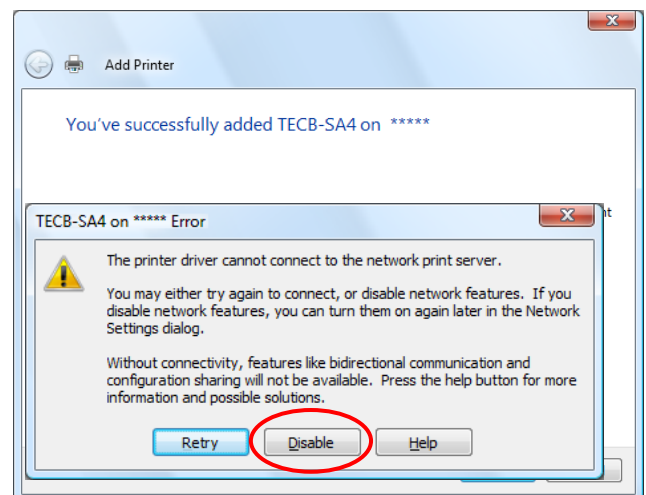 Add Printer
You've successfully added TECB-SA4 on *****
nt
TECB-SA4 on ***** Error
The printer driver cannot connect to the network print server.
You may either try again to connect, or disable network features. If you
disable network features, you can turn them on again later in the Network
Settings dialog.
Without connectivity, features like bidirectional communication and
configuration sharing will not be available. Press the help button for more
information and possible solutions.
Retry Disable Help